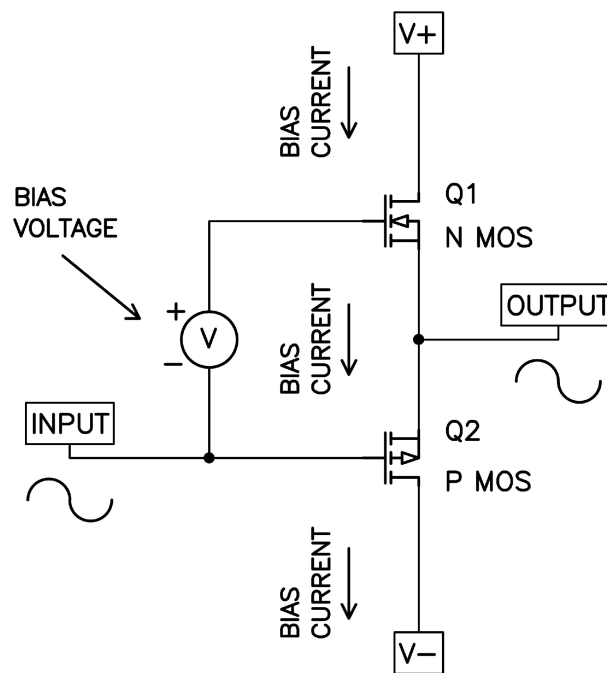 V+
BIAS
CURRENT
Q1
N MOS
BIAS
VOLTAGE
+
V
−
BIAS
CURRENT
OUTPUT
INPUT
Q2
P MOS
BIAS
CURRENT
V−